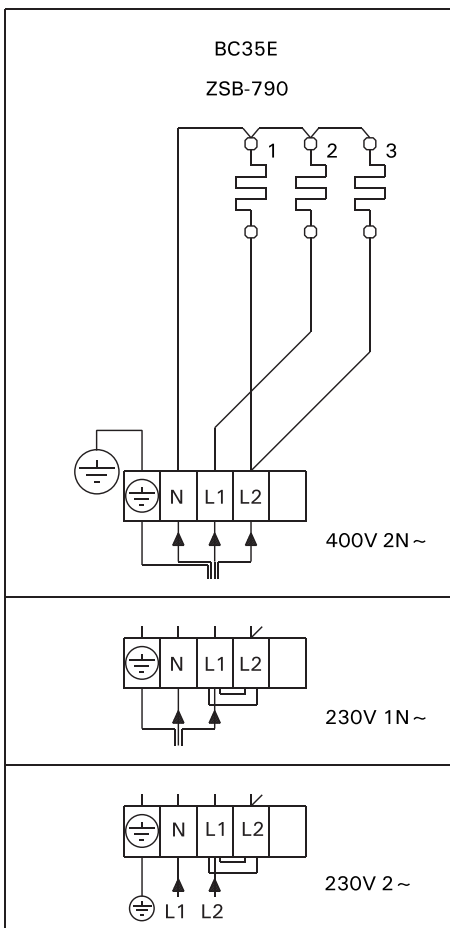 BC35E
ZSB-790
1 2 3
N L1 L2
400V 2N~
N L1 L2
230V 1N~
N L1 L2
230V 2~
L1 L2